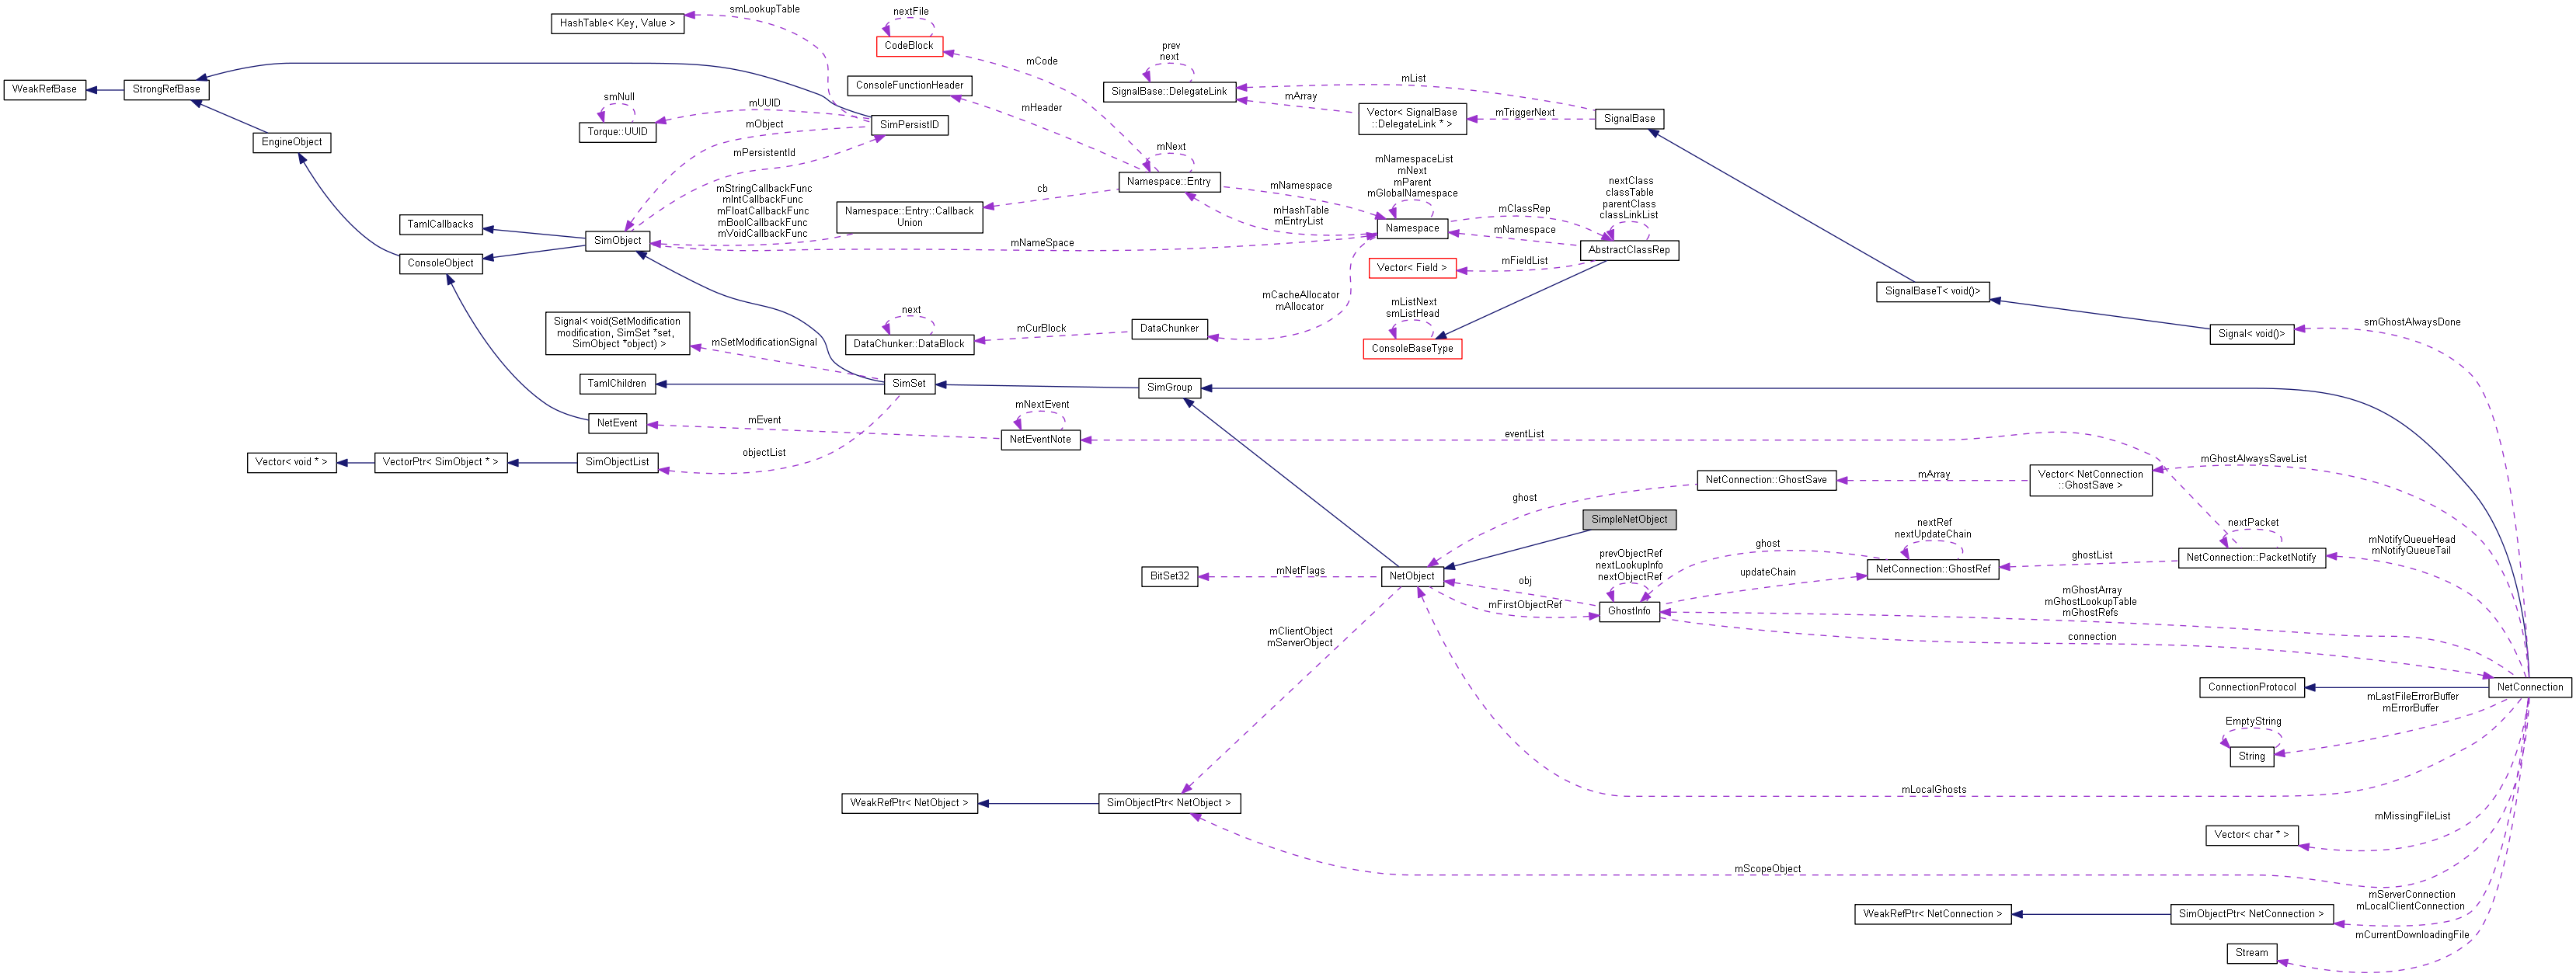 smLookupTable
HashTable< Key, Value >
nextFile
CodeBlock
prev
next
mCode
mList
WeakRefBase
StrongRefBase
ConsoleFunctionHeader
SignalBase::DelegateLink
mArray
mUUID
mHeader
smNull
Torque::UUID
mObject
SimPersistID
Vector< SignalBase
::DelegateLink * >
mTriggerNext
SignalBase
EngineObject
mPersistentId
mNext
Namespace::Entry
mNamespaceList
mNext
mParent
mGlobalNamespace
nextClass
classTable
parentClass
classLinkList
mStringCallbackFunc
mIntCallbackFunc
mFloatCallbackFunc
mBoolCallbackFunc
mVoidCallbackFunc
cb
mNamespace
Namespace::Entry::Callback
Union
mHashTable
mEntryList
mClassRep
TamlCallbacks
SimObject
Namespace
mNamespace
mNameSpace
AbstractClassRep
ConsoleObject
Vector< Field >
mFieldList
SignalBaseT< void()>
mCacheAllocator
mAllocator
mListNext
smListHead
next
Signal< void(SetModification
modification, SimSet *set,
SimObject *object) >
mSetModificationSignal
DataChunker::DataBlock
mCurBlock
DataChunker
ConsoleBaseType
smGhostAlwaysDone
Signal< void()>
TamlChildren
SimSet
SimGroup
mNextEvent
NetEvent
mEvent
NetEventNote
eventList
objectList
Vector< void * >
VectorPtr< SimObject * >
SimObjectList
mGhostAlwaysSaveList
NetConnection::GhostSave
mArray
Vector< NetConnection
::GhostSave >
ghost
SimpleNetObject
nextRef
nextUpdateChain
nextPacket
mNotifyQueueHead
mNotifyQueueTail
prevObjectRef
nextLookupInfo
nextObjectRef
ghost
ghostList
NetConnection::PacketNotify
BitSet32
mNetFlags
NetObject
obj
updateChain
NetConnection::GhostRef
mFirstObjectRef
GhostInfo
mGhostArray
mGhostLookupTable
mGhostRefs
mClientObject
mServerObject
connection
ConnectionProtocol
NetConnection
mLastFileErrorBuffer
mErrorBuffer
EmptyString
String
mLocalGhosts
WeakRefPtr< NetObject >
SimObjectPtr< NetObject >
mMissingFileList
Vector< char * >
mScopeObject
mServerConnection
mLocalClientConnection
WeakRefPtr< NetConnection >
SimObjectPtr< NetConnection >
mCurrentDownloadingFile
Stream